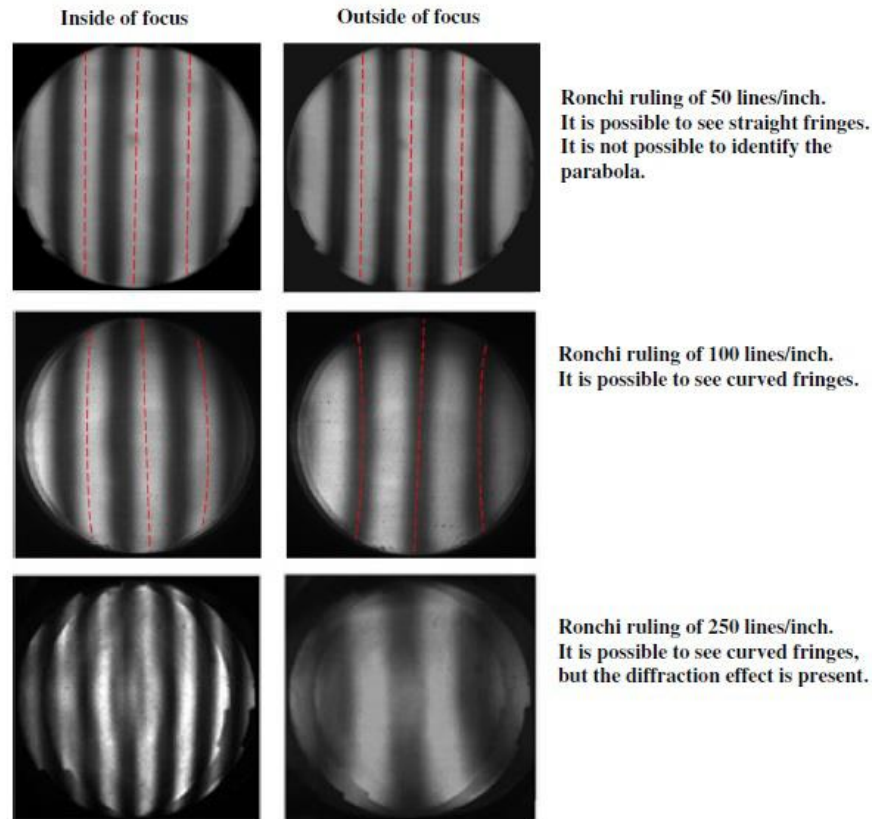 Inside of focus
Outside of focus
Ronchi ruling of 50 lines/inch.
It is possible to see straight fringes.
It is not possible to identify the
parabola.
Ronchi ruling of 100 lines/inch.
It is possible to see curved fringes.
Ronchi ruling of 250 lines/inch.
It is possible to see curved fringes,
but the diffraction effect is present.